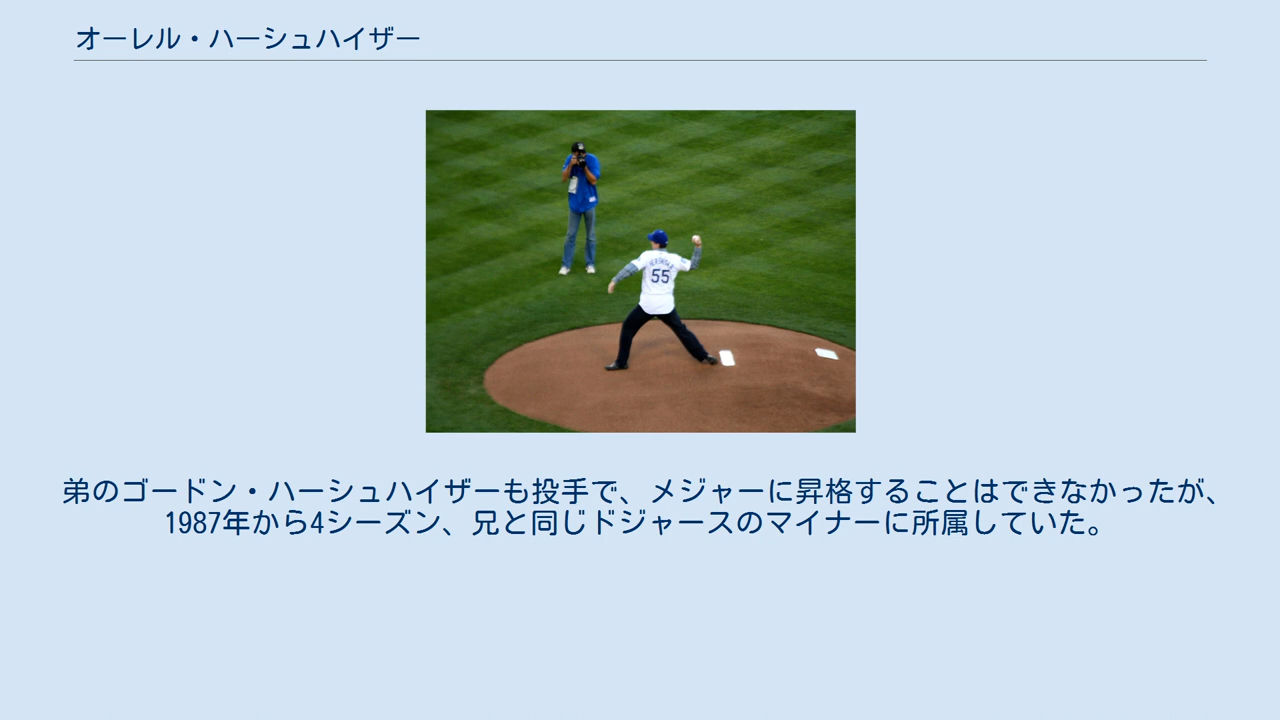 オーレル・ハーシュハイザー
55
弟のゴードン・ハーシュハイザーも投手で、メジャーに昇格することはできなかったが、
1987年から4シーズン、兄と同じドジャースのマイナーに所属していた。